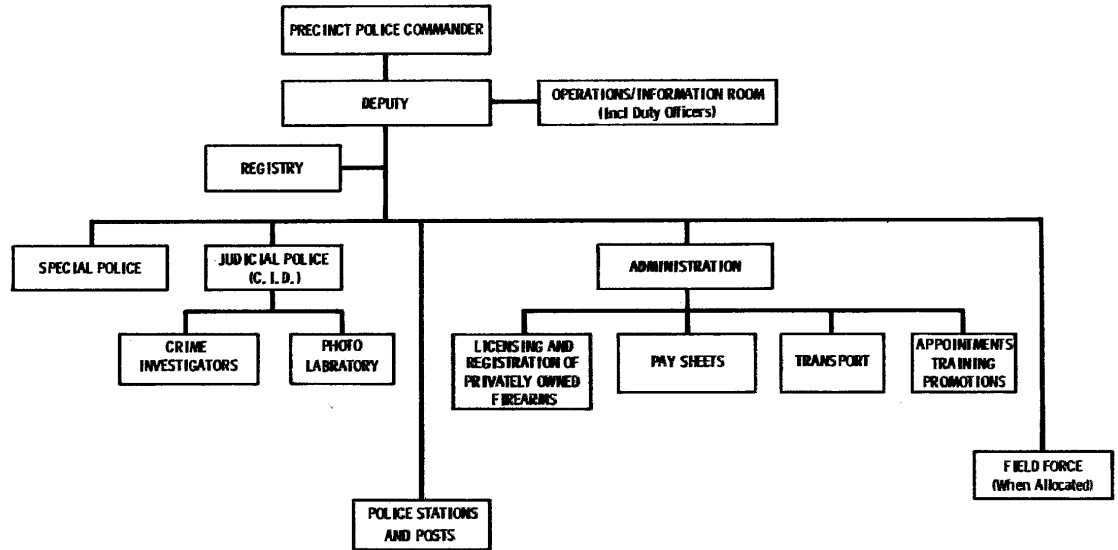 PRECINCT POLICE COMMANDER
DEPUTY
OPERATIONS/INFORMATION ROOM
(Incl Duty Officers)
REGISTRY
SPECIAL POLICE
JUDICIAL POLICE
(C. I. D.)
ADMINISTRATION
CRIME
INVESTIGATORS
PHOTO
LABRATORY
LICENSING AND
REGISTRATION OF
PRIVATELY OWNED
FIREARMS
PAY SHEETS
TRANSPORT
APPOINTMENTS
TRAINING
PROMOTIONS
FIELD FORCE
(When Allocated)
POLICE STATIONS
AND POSTS